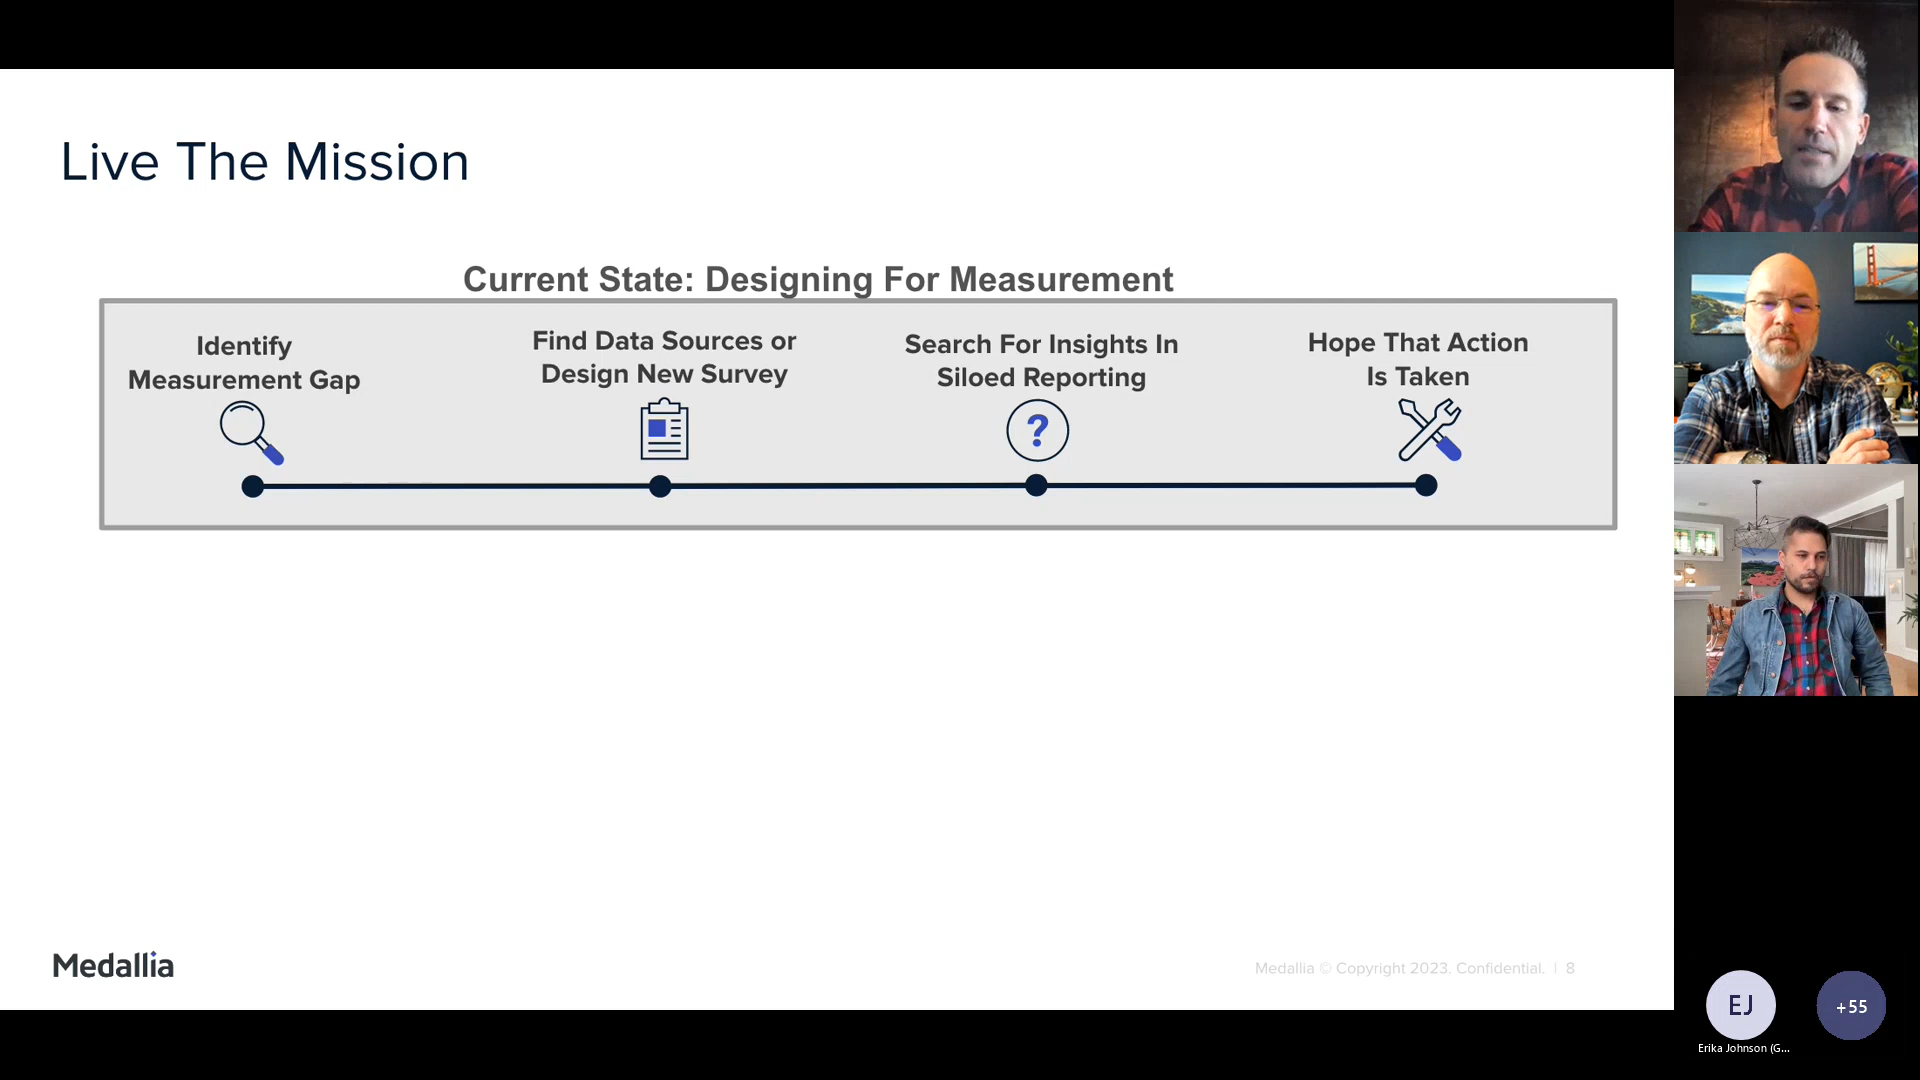 Live The Mission
Current State: Designing For Measurement
Identify
Measurement Gap
Find Data Sources or
Design New Survey
Search For Insights In
Siloed Reporting
Hope That Action
Is Taken
?
Medallia
Medallia © Copyright 2023. Confidential. | 8
EJ
+55
Erika Johnson (G...